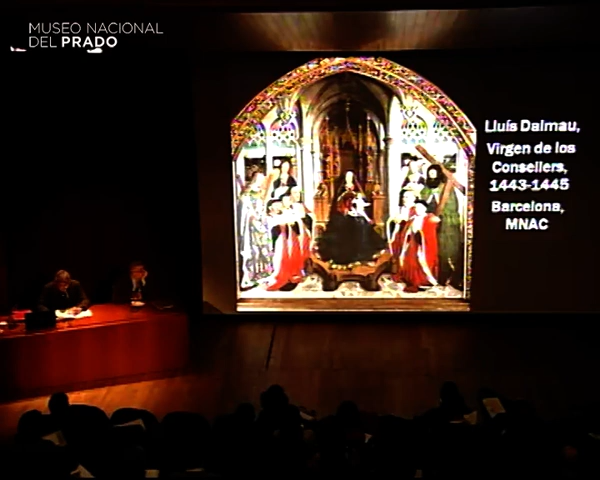 MUSEO NACIONAL
DEL PRADO
Lluís Dalmau,
Virgen de los
Consellers,
1443-1445
Barcelona,
MNAC